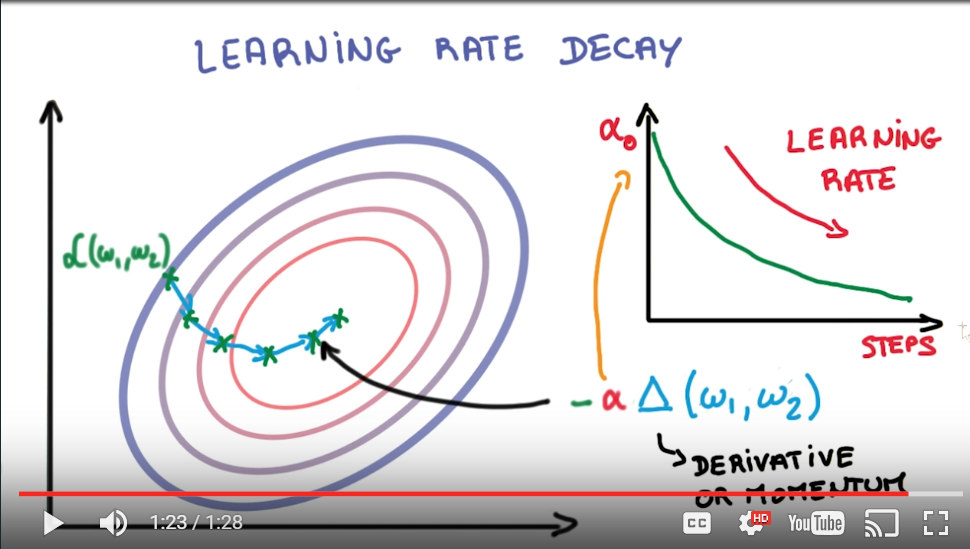 LEARNING RATE DECAY
α₀
LEARNING
RATE
ℒ(ω₁,ω₂)
STEPS
-α Δ(ω₁,ω₂)
DERIVATIVE
OR MOMENTUM
1:23 / 1:28
CC
HD
YouTube